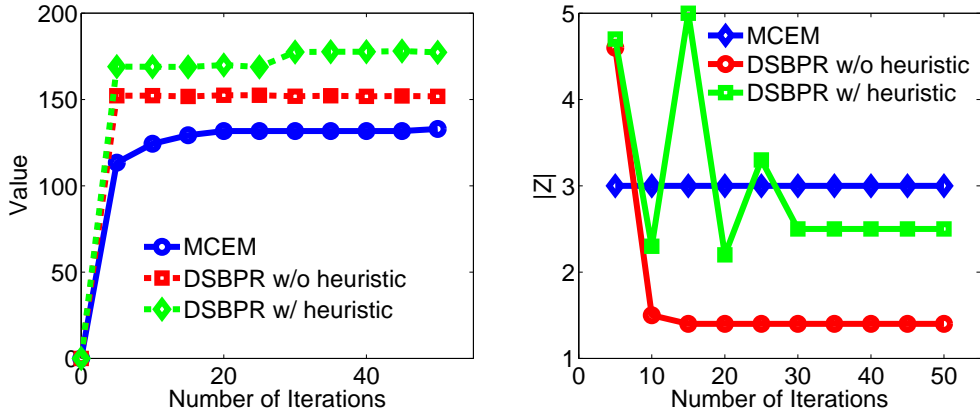 200
150
100
50
0
Value
MCEM
DSBPR w/o heuristic
DSBPR w/ heuristic
0
20
40
Number of Iterations
5
4
3
2
1
|Z|
MCEM
DSBPR w/o heuristic
DSBPR w/ heuristic
0
10
20
30
40
50
Number of Iterations